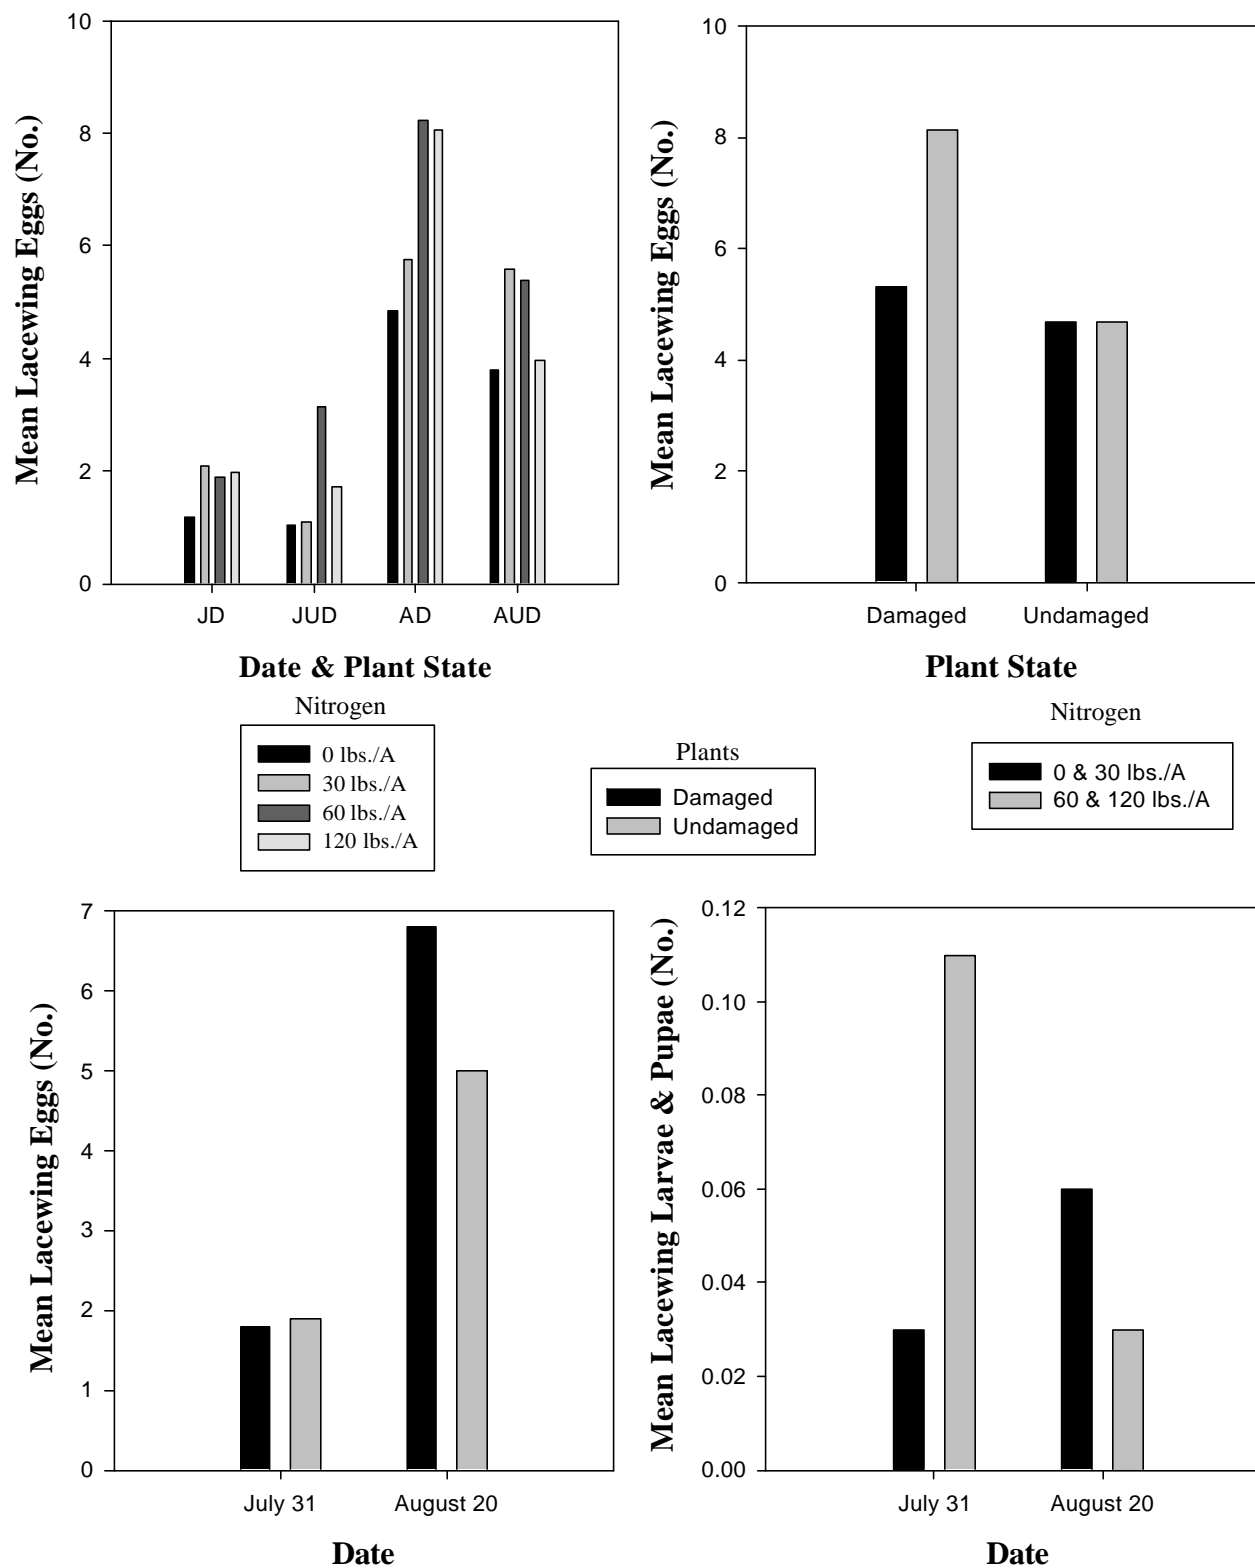 Mean Lacewing Eggs (No.)
10
8
6
4
2
0
JD JUD AD AUD
Date & Plant State
Mean Lacewing Eggs (No.)
10
8
6
4
2
0
Damaged Undamaged
Plant State
Nitrogen
0 lbs./A
30 lbs./A
60 lbs./A
120 lbs./A
Plants
Damaged
Undamaged
Nitrogen
0 & 30 lbs./A
60 & 120 lbs./A
Mean Lacewing Eggs (No.)
7
6
5
4
3
2
1
0
July 31 August 20
Date
Mean Lacewing Larvae & Pupae (No.)
0.12
0.10
0.08
0.06
0.04
0.02
0.00
July 31 August 20
Date